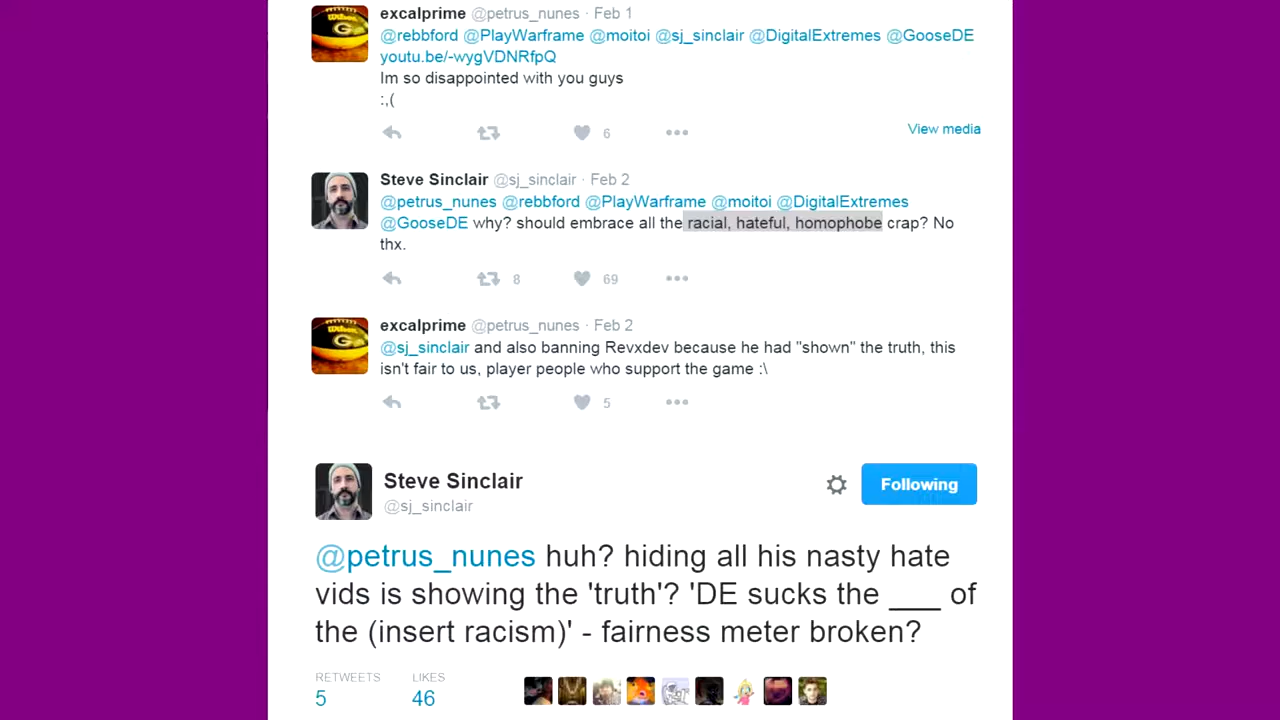 excalprime @petrus_nunes · Feb 1
@rebbford @PlayWarframe @moitoi @sj_sinclair @DigitalExtremes @GooseDE
youtu.be/-wygVDNRfpQ
Im so disappointed with you guys
:,(
6
View media
Steve Sinclair @sj_sinclair · Feb 2
@petrus_nunes @rebbford @PlayWarframe @moitoi @DigitalExtremes
@GooseDE why? should embrace all the racial, hateful, homophobe crap? No
thx.
8 69
excalprime @petrus_nunes · Feb 2
@sj_sinclair and also banning Revxdev because he had "shown" the truth, this
isn't fair to us, player people who support the game :\
5
Steve Sinclair
@sj_sinclair
Following
@petrus_nunes huh? hiding all his nasty hate
vids is showing the 'truth'? 'DE sucks the ___ of
the (insert racism)' - fairness meter broken?
RETWEETS LIKES
5 46